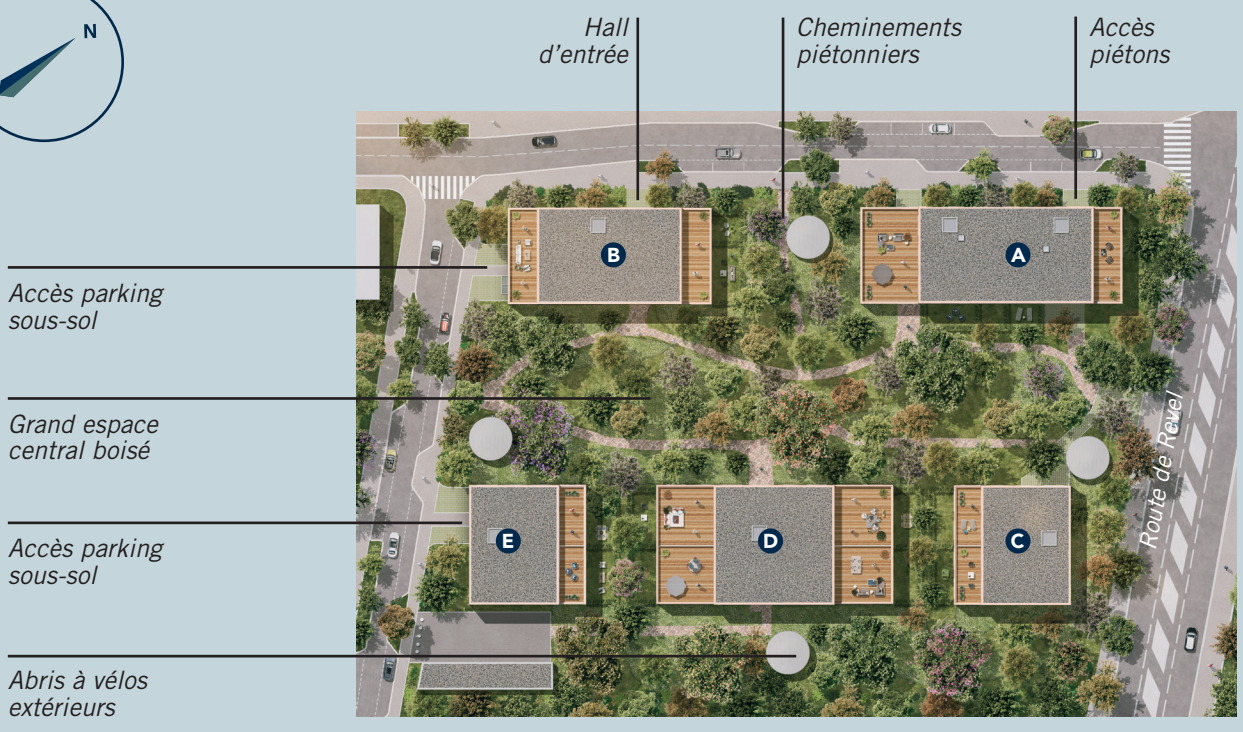 N
Hall
d'entrée
Cheminements
piétonniers
Accès
piétons
B
A
Accès parking
sous-sol
Grand espace
central boisé
Route de Revel
Accès parking
sous-sol
E
D
C
Abris à vélos
extérieurs